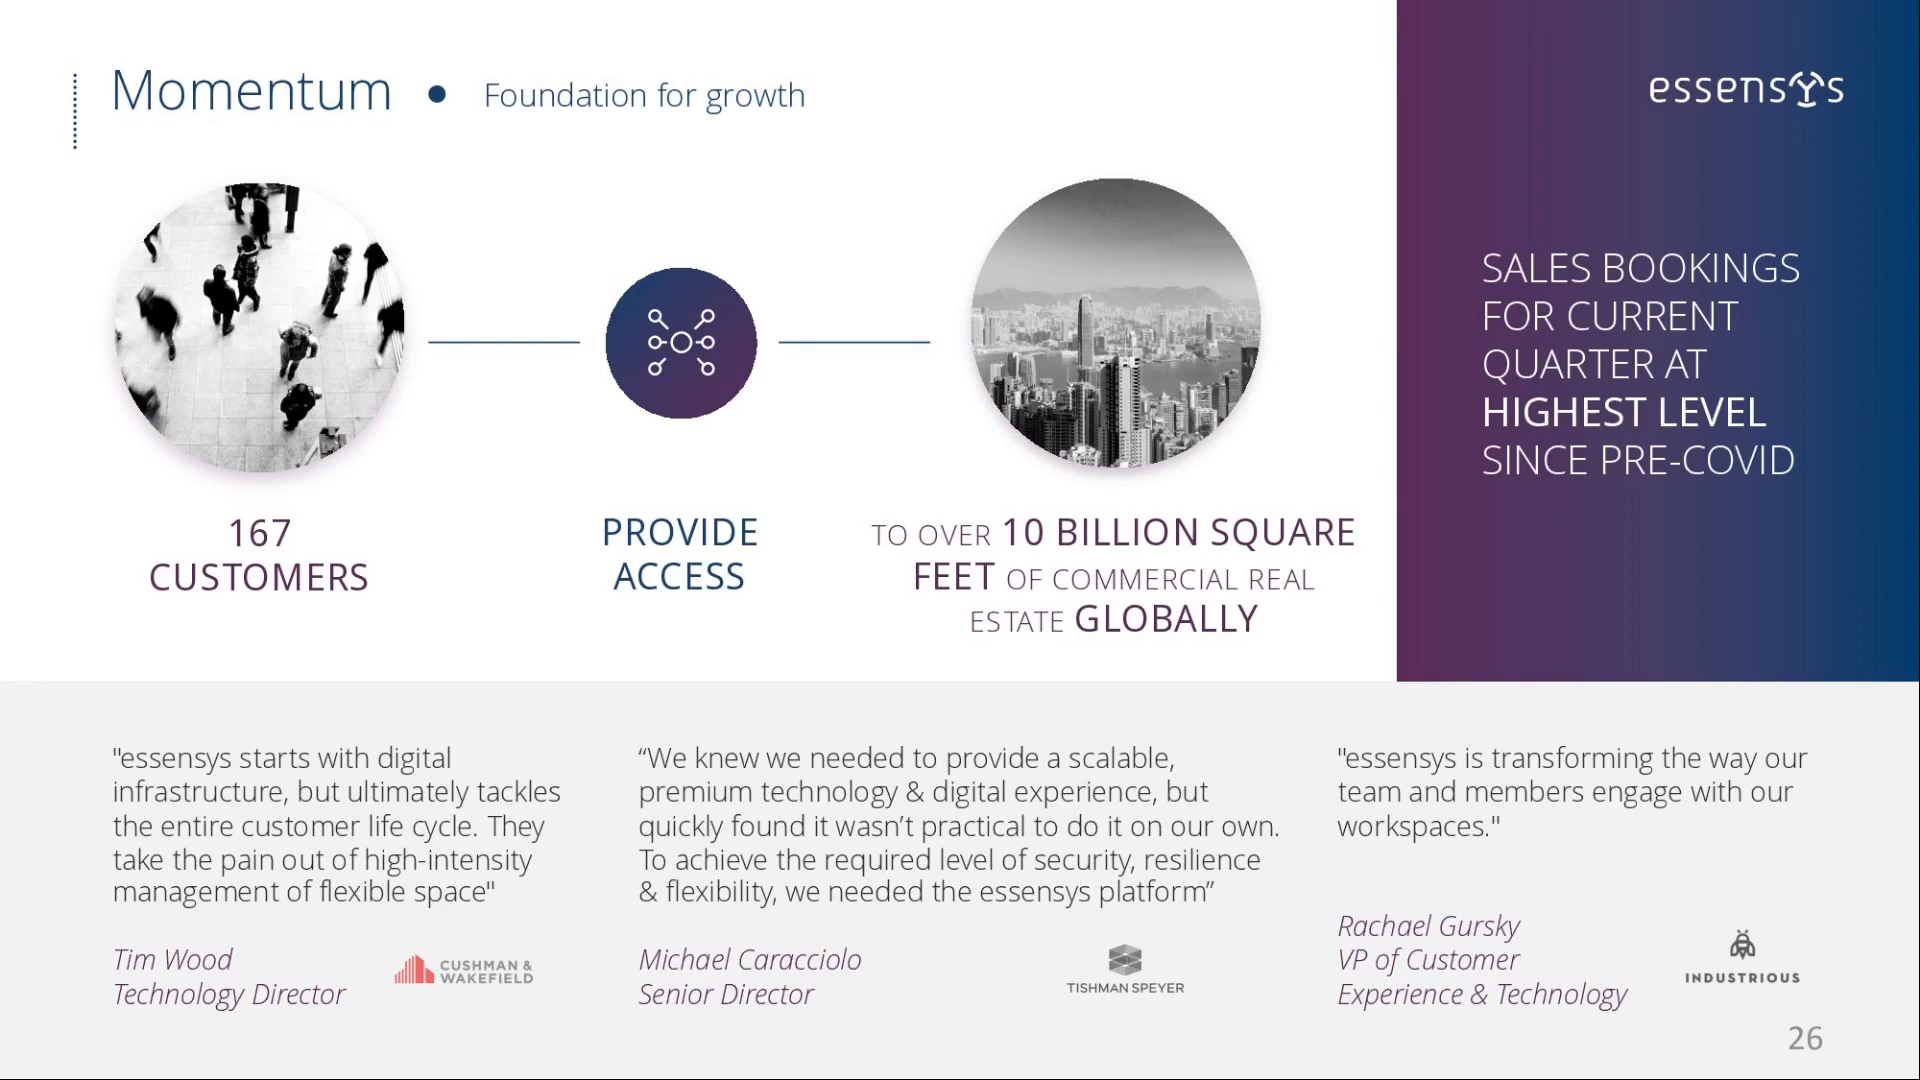 Momentum • Foundation for growth
essensys
167
CUSTOMERS
PROVIDE
ACCESS
TO OVER 10 BILLION SQUARE
FEET OF COMMERCIAL REAL
ESTATE GLOBALLY
SALES BOOKINGS
FOR CURRENT
QUARTER AT
HIGHEST LEVEL
SINCE PRE-COVID
"essensys starts with digital
infrastructure, but ultimately tackles
the entire customer life cycle. They
take the pain out of high-intensity
management of flexible space"
Tim Wood
Technology Director
CUSHMAN &
WAKEFIELD
“We knew we needed to provide a scalable,
premium technology & digital experience, but
quickly found it wasn’t practical to do it on our own.
To achieve the required level of security, resilience
& flexibility, we needed the essensys platform”
Michael Caracciolo
Senior Director
TISHMAN SPEYER
"essensys is transforming the way our
team and members engage with our
workspaces."
Rachael Gursky
VP of Customer
Experience & Technology
INDUSTRIOUS
26